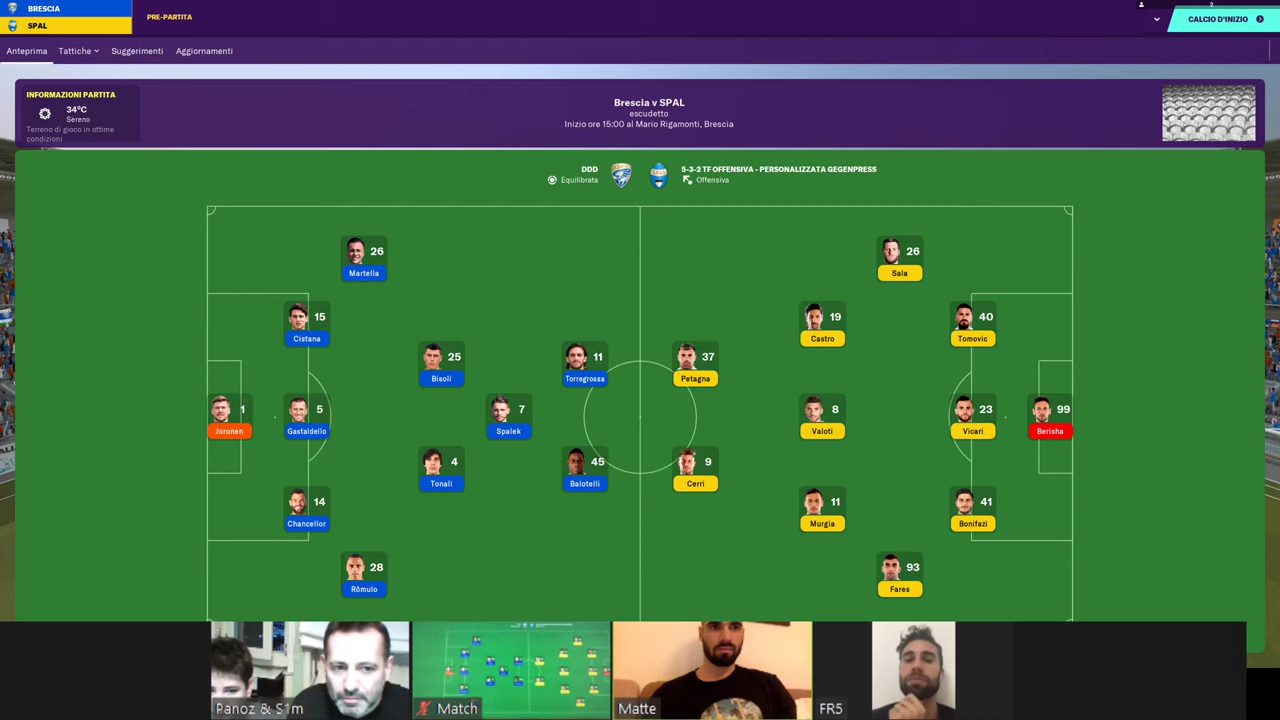 BRESCIA
SPAL
PRE-PARTITA
2
CALCIO D'INIZIO
Anteprima
Tattiche
Suggerimenti
Aggiornamenti
INFORMAZIONI PARTITA
34°C
Sereno
Terreno di gioco in ottime
condizioni
Brescia v SPAL
escudetto
Inizio ore 15:00 al Mario Rigamonti, Brescia
DDD
Equilibrata
5-3-2 TF OFFENSIVA - PERSONALIZZATA GEGENPRESS
Offensiva
26
Martella
26
Sala
15
Cistana
19
Castro
40
Tomovic
25
Bisoli
11
Torregrossa
37
Petagna
1
Joronen
5
Gastaldello
7
Spalek
8
Valoti
23
Vicari
99
Berisha
4
Tonali
45
Balotelli
9
Cerri
14
Chancellor
11
Murgia
41
Bonifazi
28
Rômulo
93
Fares
Panoz & S1m
Match
Matte
FR5